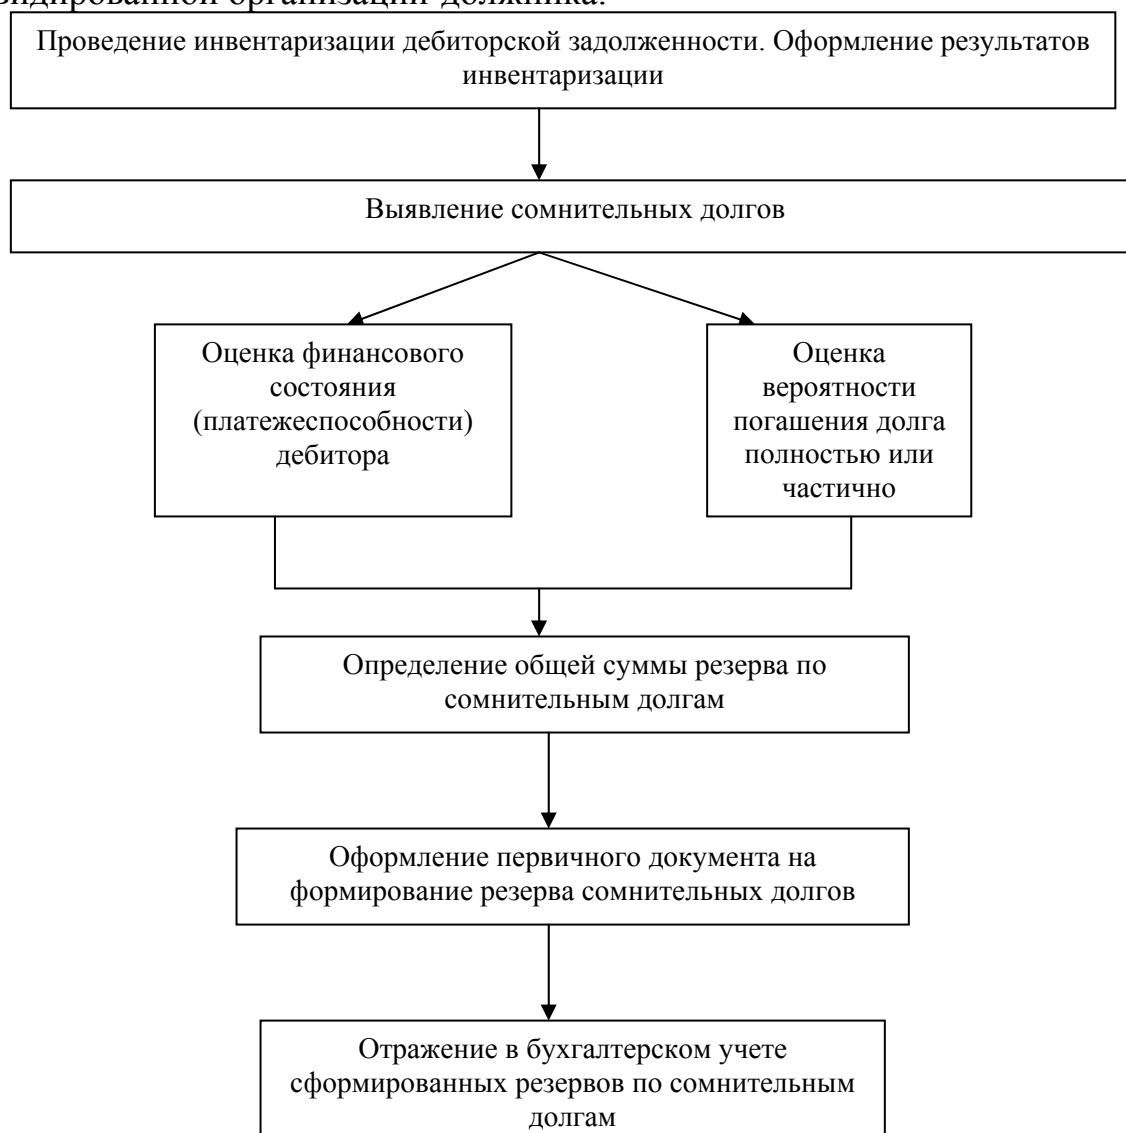 организации-должника.
Проведение инвентаризации дебиторской задолженности. Оформление результатов
инвентаризации
Выявление сомнительных долгов
Оценка финансового
состояния
(платежеспособности)
дебитора
Оценка
вероятности
погашения долга
полностью или
частично
Определение общей суммы резерва по
сомнительным долгам
Оформление первичного документа на
формирование резерва сомнительных долгов
Отражение в бухгалтерском учете
сформированных резервов по сомнительным
долгам